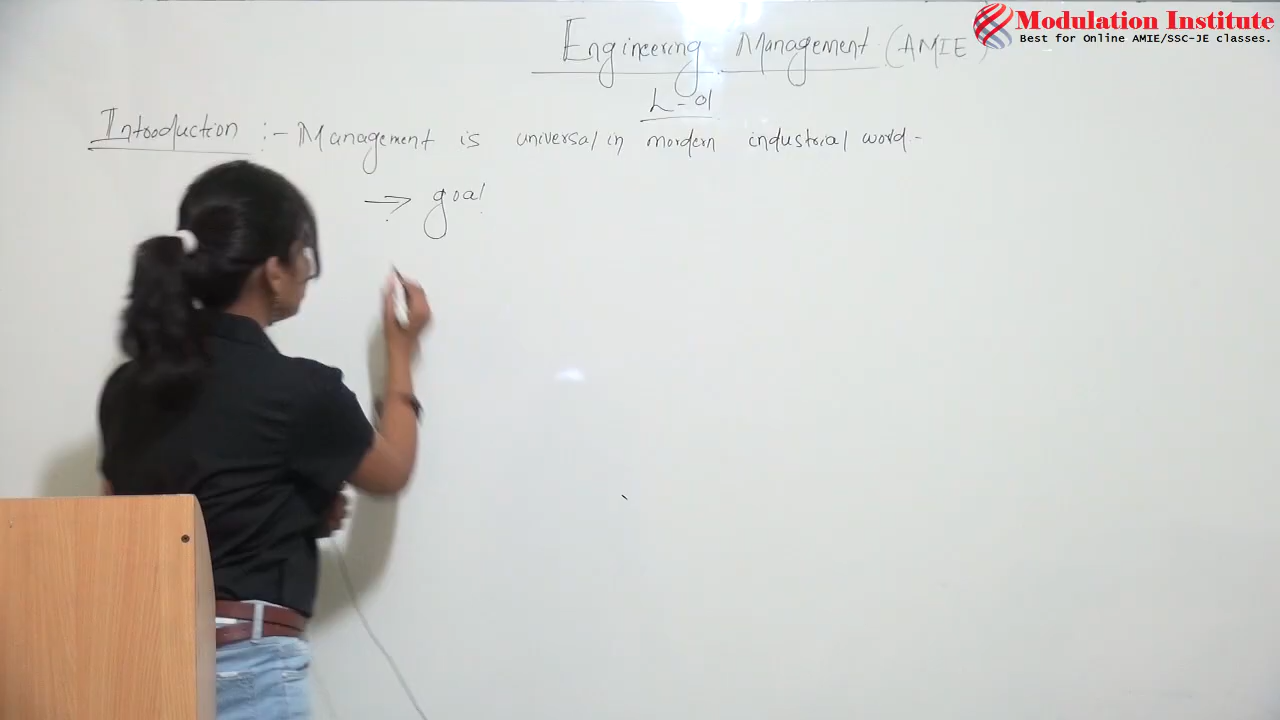 Modulation Institute
Best for Online AMIE/SSC-JE classes.
Engineering Management (AMIE)
L-01
Introduction :- Management is universal in mordern industrial world-
→ goal